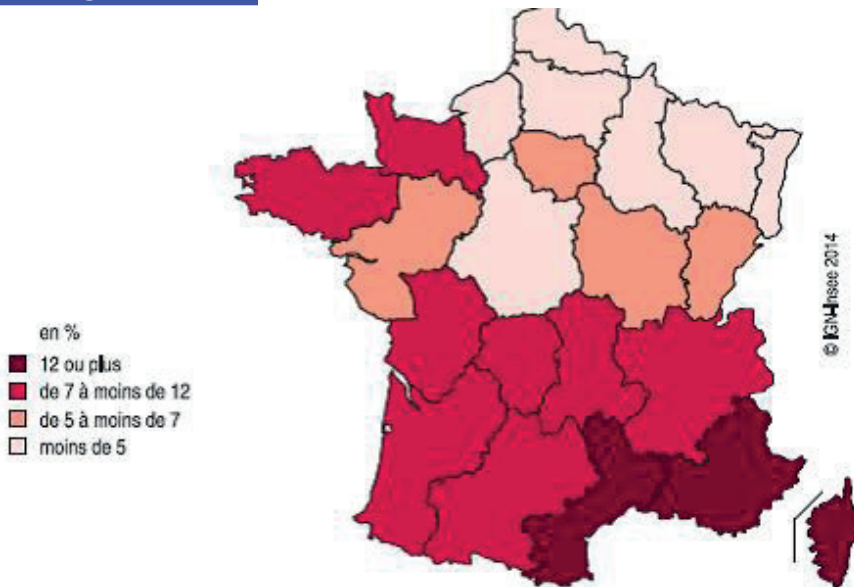 en %
12 ou plus
de 7 à moins de 12
de 5 à moins de 7
moins de 5
© IGN-Insee 2014